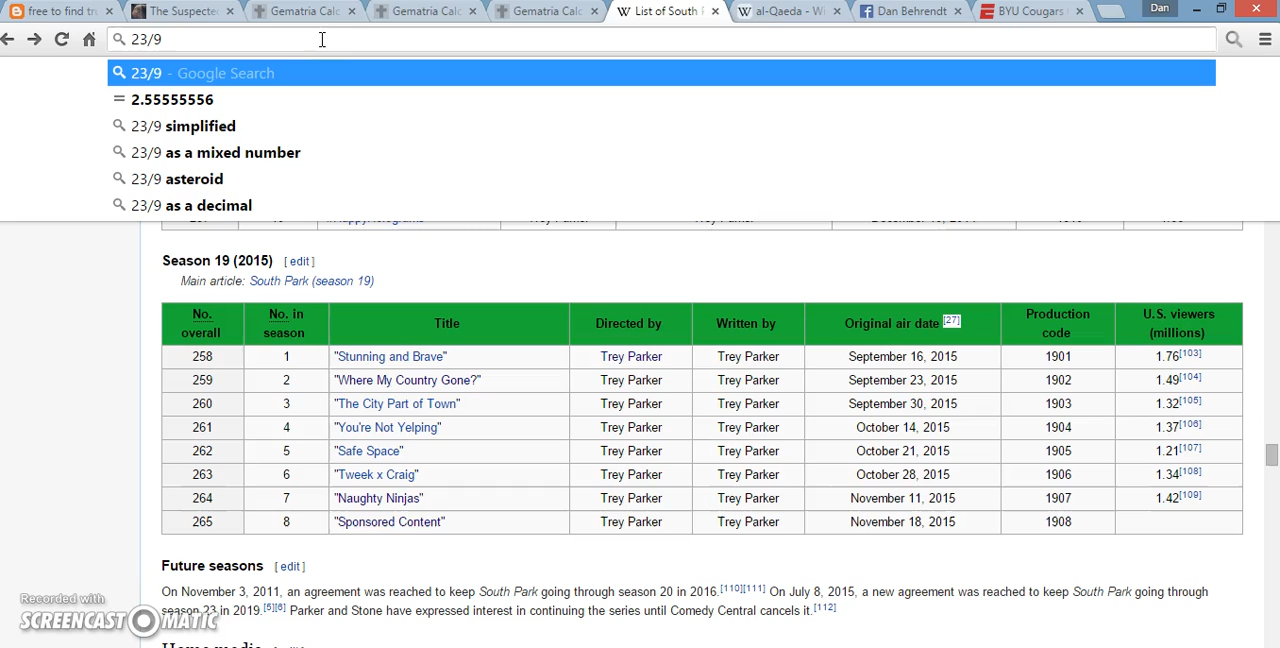 free to find tr
The Suspecte
Gematria Calc
Gematria Calc
Gematria Calc
List of South
al-Qaeda - Wi
Dan Behrendt
BYU Cougars
Dan
23/9
23/9 - Google Search
= 2.55555556
23/9 simplified
23/9 as a mixed number
23/9 asteroid
23/9 as a decimal
Season 19 (2015) [ edit ]
Main article: South Park (season 19)
No. overall No. in season Title Directed by Written by Original air date [27] Production code U.S. viewers (millions)
258 1 "Stunning and Brave" Trey Parker Trey Parker September 16, 2015 1901 1.76[103]
259 2 "Where My Country Gone?" Trey Parker Trey Parker September 23, 2015 1902 1.49[104]
260 3 "The City Part of Town" Trey Parker Trey Parker September 30, 2015 1903 1.32[105]
261 4 "You're Not Yelping" Trey Parker Trey Parker October 14, 2015 1904 1.37[106]
262 5 "Safe Space" Trey Parker Trey Parker October 21, 2015 1905 1.21[107]
263 6 "Tweek x Craig" Trey Parker Trey Parker October 28, 2015 1906 1.34[108]
264 7 "Naughty Ninjas" Trey Parker Trey Parker November 11, 2015 1907 1.42[109]
265 8 "Sponsored Content" Trey Parker Trey Parker November 18, 2015 1908
Future seasons [ edit ]
On November 3, 2011, an agreement was reached to keep South Park going through season 20 in 2016.[110][111] On July 8, 2015, a new agreement was reached to keep South Park going through
season 23 in 2019.[5][6] Parker and Stone have expressed interest in continuing the series until Comedy Central cancels it.[112]
Recorded with
SCREENCAST-O-MATIC